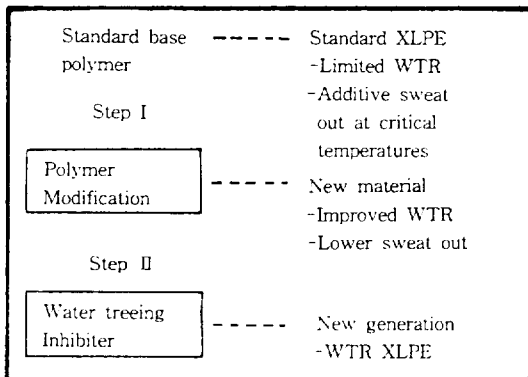 Standard base
polymer
Standard XLPE
-Limited WTR
-Additive sweat
out at critical
temperatures
Step I
Polymer
Modification
New material
-Improved WTR
-Lower sweat out
Step II
Water treeing
Inhibiter
New generation
-WTR XLPE